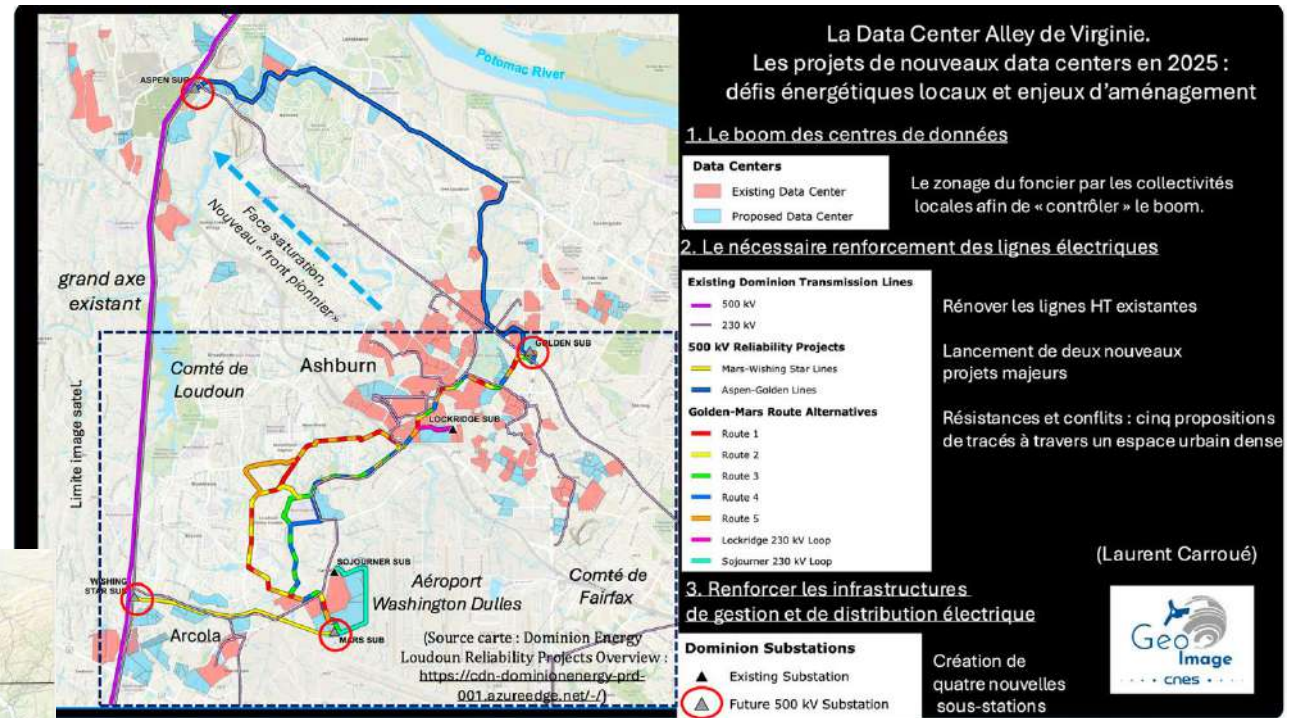 La Data Center Alley de Virginie.
Les projets de nouveaux data centers en 2025 :
défis énergétiques locaux et enjeux d'aménagement
1. Le boom des centres de données
Data Centers
Existing Data Center
Proposed Data Center
Le zonage du foncier par les collectivités
locales afin de « contrôler » le boom.
2. Le nécessaire renforcement des lignes électriques
Existing Dominion Transmission Lines
500 kV
230 kV
500 kV Reliability Projects
Mars-Wishing Star Lines
Aspen-Golden Lines
Golden-Mars Route Alternatives
Route 1
Route 2
Route 3
Route 4
Route 5
Lockridge 230 kV Loop
Sojourner 230 kV Loop
Rénover les lignes HT existantes
Lancement de deux nouveaux
projets majeurs
Résistances et conflits : cinq propositions
de tracés à travers un espace urbain dense
(Laurent Carroué)
3. Renforcer les infrastructures
de gestion et de distribution électrique
Dominion Substations
Existing Substation
Future 500 kV Substation
Création de
quatre nouvelles
sous-stations
Geo
Image
cnes
Potomac River
ASPEN SUB
Face saturation,
Nouveau « front pionnier »
grand axe
existant
Limite image satel.
Comté de
Loudoun
Ashburn
GOLDEN SUB
LOCKRIDGE SUB
SOJOURNER SUB
Aéroport
Washington Dulles
Comté de
Fairfax
WISHING
STAR SUB
Arcola
MARS SUB
(Source carte : Dominion Energy
Loudoun Reliability Projects Overview :
https://cdn-dominionenergy-prd-
001.azureedge.net/-/)